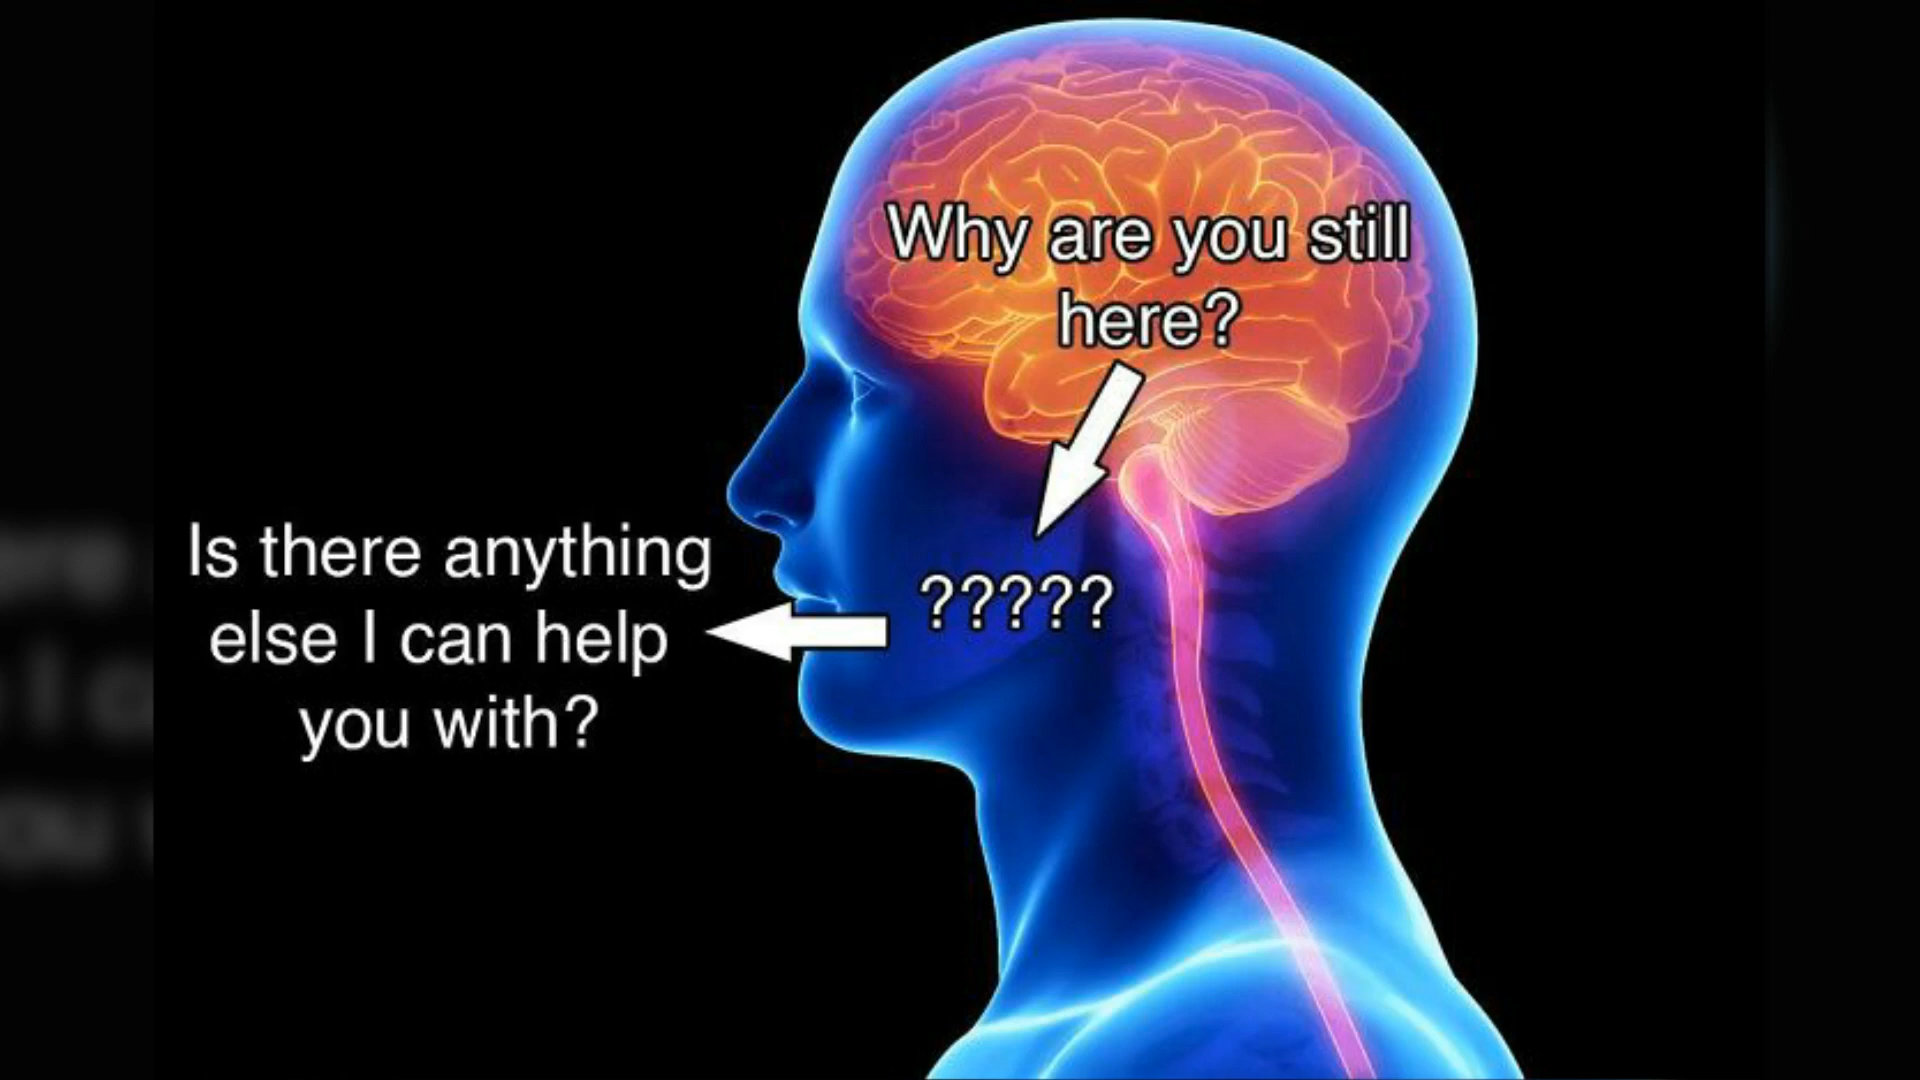 Why are you still
here?
?????
Is there anything
else I can help
you with?